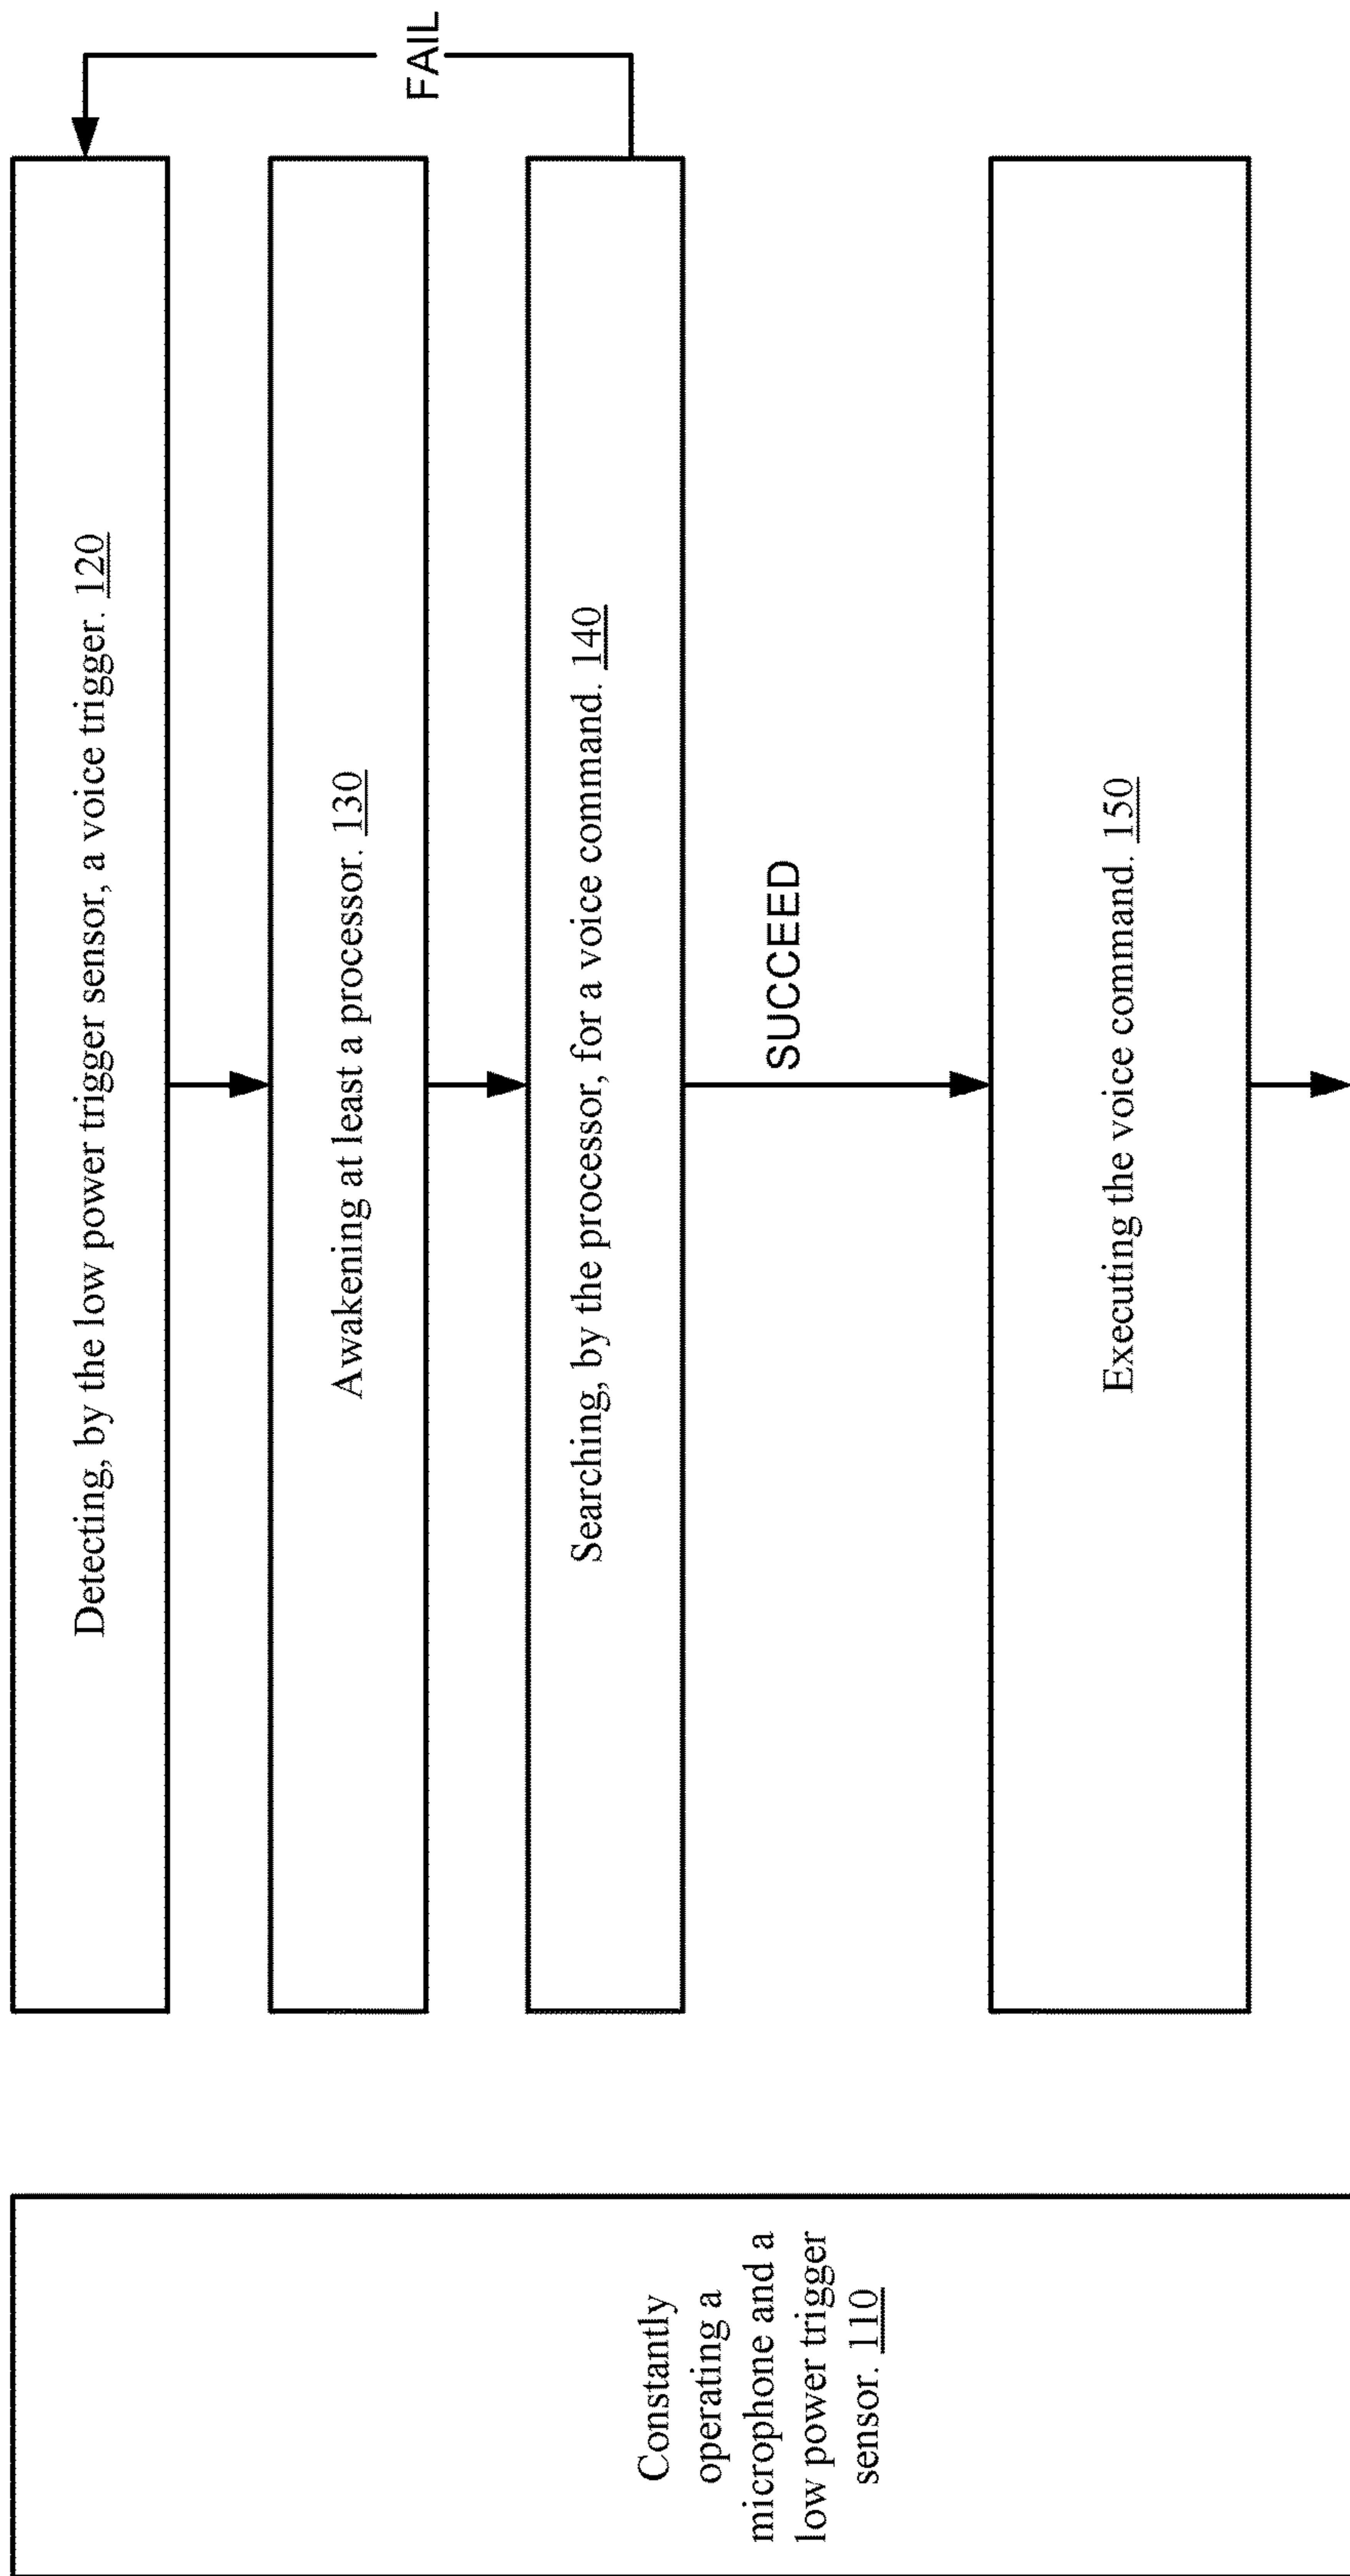 Constantly
operating a
microphone and a
low power trigger
sensor. 110
Detecting, by the low power trigger sensor, a voice trigger. 120
Awakening at least a processor. 130
Searching, by the processor, for a voice command. 140
FAIL
SUCCEED
Executing the voice command. 150